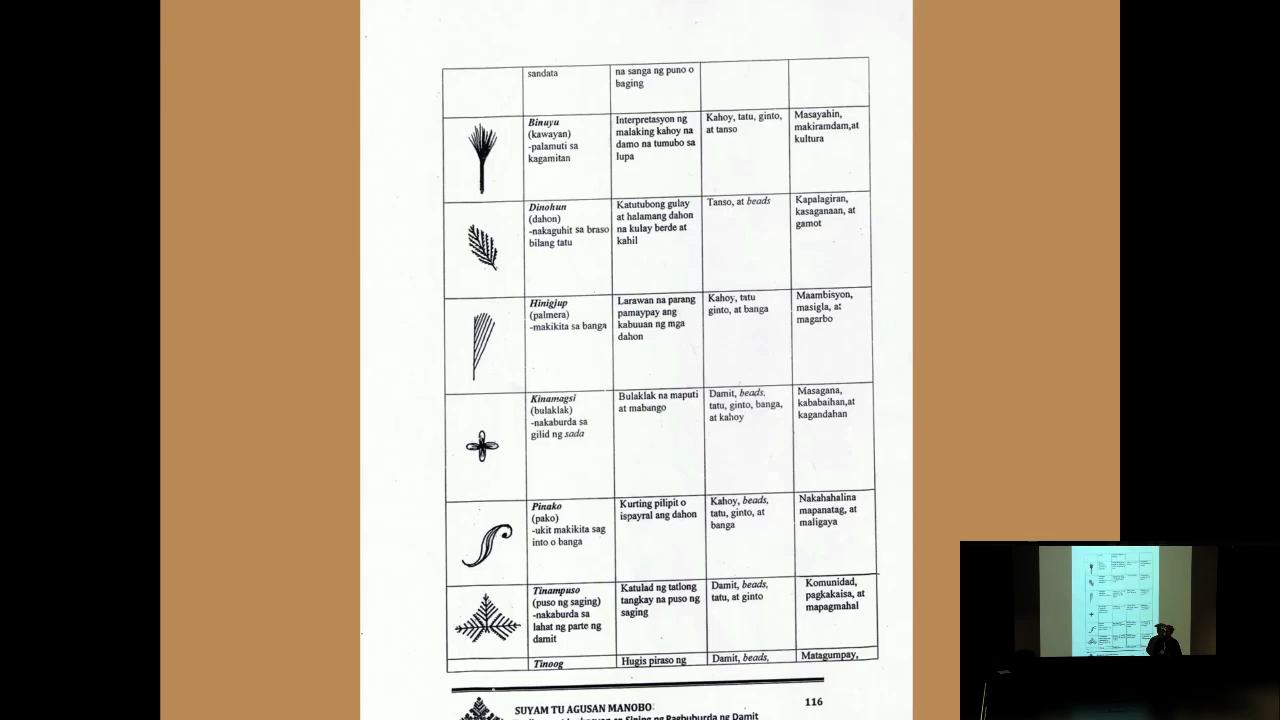 sandata
na sanga ng puno o
baging
Binuyu
(kawayan)
-palamuti sa
kagamitan
Interpretasyon ng
malaking kahoy na
damo na tumubo sa
lupa
Kahoy, tatu, ginto,
at tanso
Masayahin,
makiramdam,at
kultura
Dinohun
(dahon)
-nakaguhit sa braso
bilang tatu
Katutubong gulay
at halamang dahon
na kulay berde at
kahil
Tanso, at beads
Kapalagiran,
kasaganaan, at
gamot
Hinigjup
(palmera)
-makikita sa banga
Larawan na parang
pamaypay ang
kabuuan ng mga
dahon
Kahoy, tatu
ginto, at banga
Maambisyon,
masigla, at
magarbo
Kinamagsi
(bulaklak)
-nakaburda sa
gilid ng sada
Bulaklak na maputi
at mabango
Damit, beads,
tatu, ginto, banga,
at kahoy
Masagana,
kababaihan,at
kagandahan
Pinako
(pako)
-ukit makikita sag
into o banga
Kurting pilipit o
ispayral ang dahon
Kahoy, beads,
tatu, ginto, at
banga
Nakahahalina
mapanatag, at
maligaya
Tinampuso
(puso ng saging)
-nakaburda sa
lahat ng parte ng
damit
Katulad ng tatlong
tangkay na puso ng
saging
Damit, beads,
tatu, at ginto
Komunidad,
pagkakaisa, at
mapagmahal
Tinoog
Hugis piraso ng
Damit, beads,
Matagumpay,
116
SUYAM TU AGUSAN MANOBO:
sa Sining ng Pagbuburda ng Damit